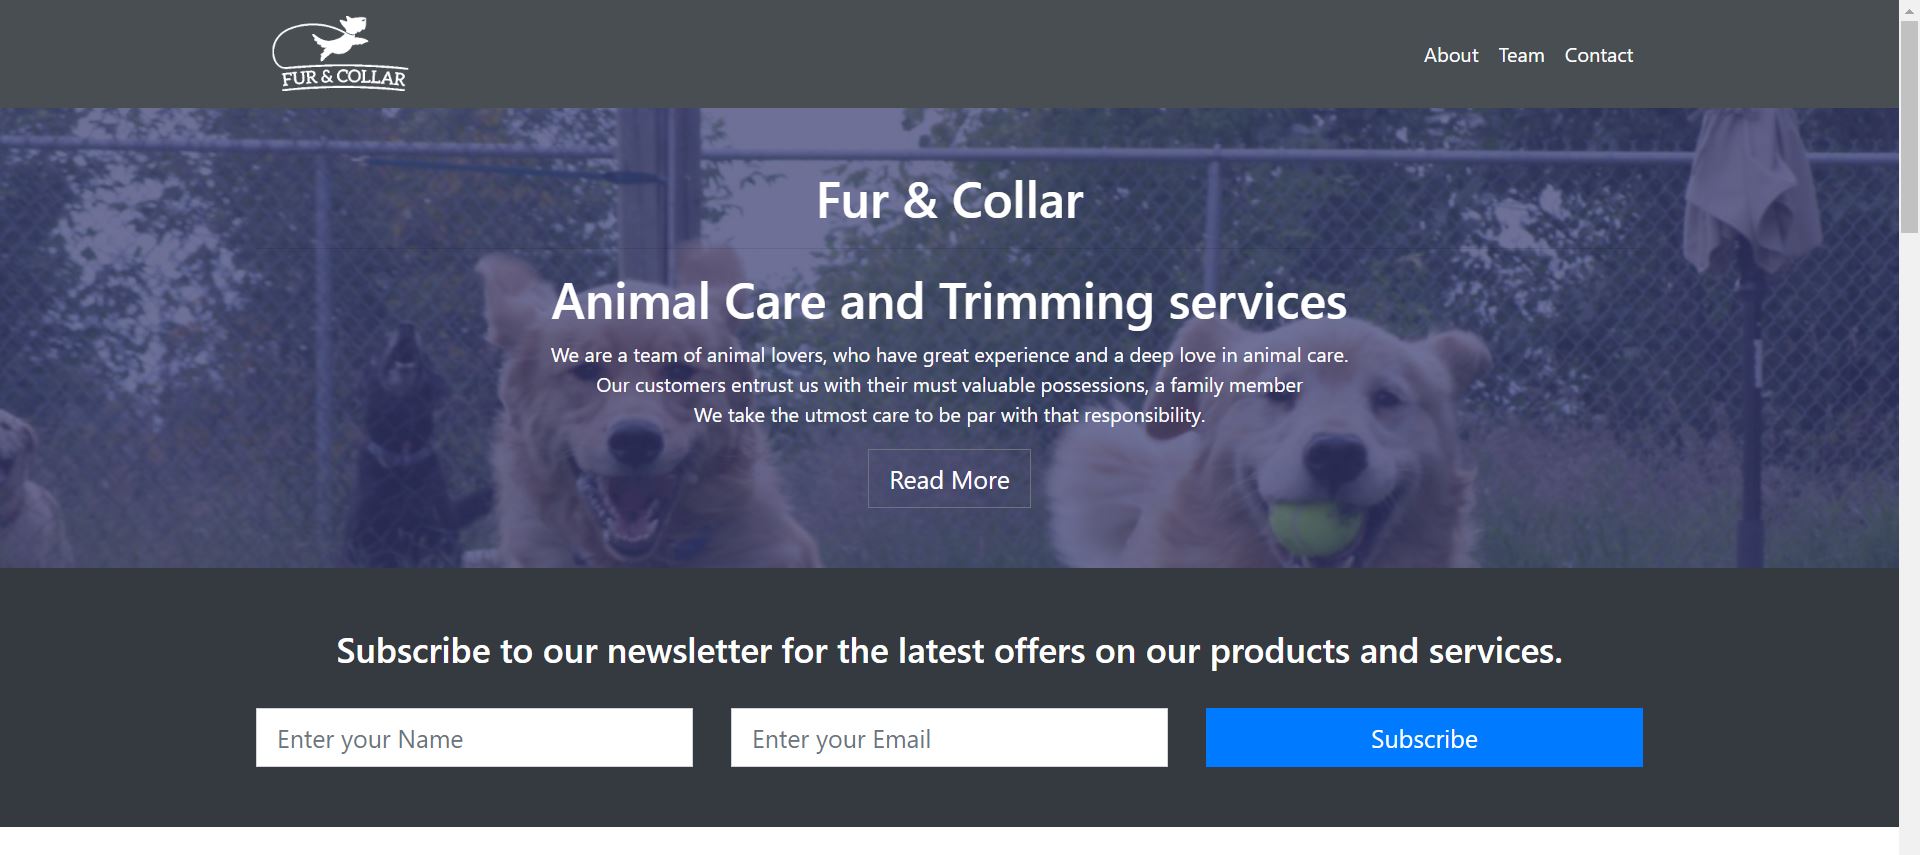 FUR & COLLAR
About Team Contact
Fur & Collar
Animal Care and Trimming services
We are a team of animal lovers, who have great experience and a deep love in animal care.
Our customers entrust us with their must valuable possessions, a family member
We take the utmost care to be par with that responsibility.
Read More
Subscribe to our newsletter for the latest offers on our products and services.
Enter your Name Enter your Email Subscribe